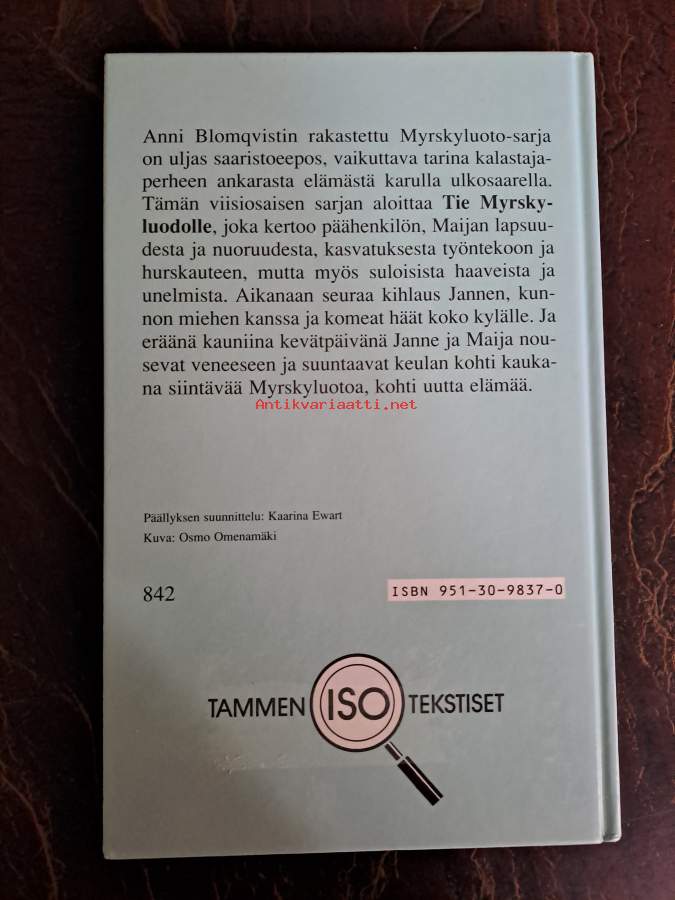 Anni Blomqvistin rakastettu Myrskyluoto-sarja
on uljas saaristoeepos, vaikuttava tarina kalastaja-
perheen ankarasta elämästä karulla ulkosaarella.
Tämän viisiosaisen sarjan aloittaa Tie Myrsky-
luodolle, joka kertoo päähenkilön, Maijan lapsuu-
desta ja nuoruudesta, kasvatuksesta työntekoon ja
hurskauteen, mutta myös suloisista haaveista ja
unelmista. Aikanaan seuraa kihlaus Jannen, kun-
non miehen kanssa ja komeat häät koko kylälle. Ja
eräänä kauniina kevätpäivänä Janne ja Maija nou-
sevat veneeseen ja suuntaavat keulan kohti kauka-
na siintävää Myrskyluotoa, kohti uutta elämää.
Antikvariaatti.net
Päällyksen suunnittelu: Kaarina Ewart
Kuva: Osmo Omenamäki
842
ISBN 951-30-9837-0
TAMMEN ISO TEKSTISET